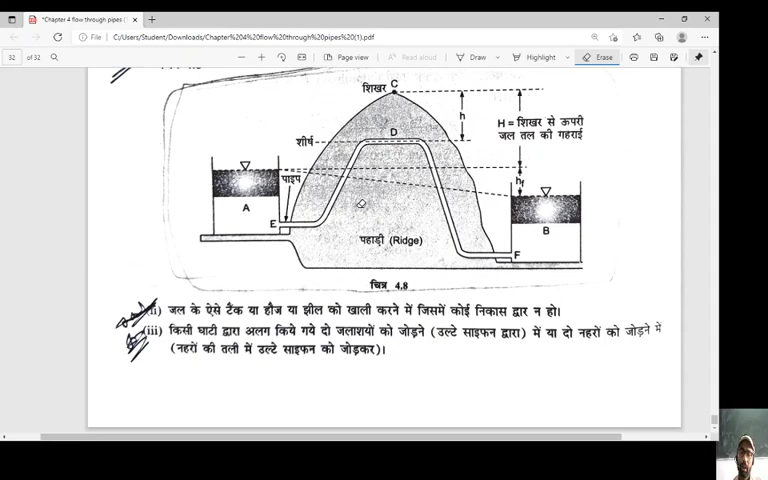 *Chapter 4 flow through pipes (1
File
C:/Users/Student/Downloads/Chapter%204%20flow%20through%20pipes%20(1).pdf
32
of 32
Page view
Read aloud
Draw
Highlight
Erase
शिखर C
h
H = शिखर से ऊपरी
जल तल की गहराई
शीर्ष
D
पाइप
hf
A
B
E
पहाड़ी (Ridge)
F
चित्र 4.8
ii) जल के ऐसे टैंक या हौज या झील को खाली करने में जिसमें कोई निकास द्वार न हो।
(iii) किसी घाटी द्वारा अलग किये गये दो जलाशयों को जोड़ने (उल्टे साइफन द्वारा) में या दो नहरों को जोड़ने में
(नहरों की तली में उल्टे साइफन को जोड़कर)।